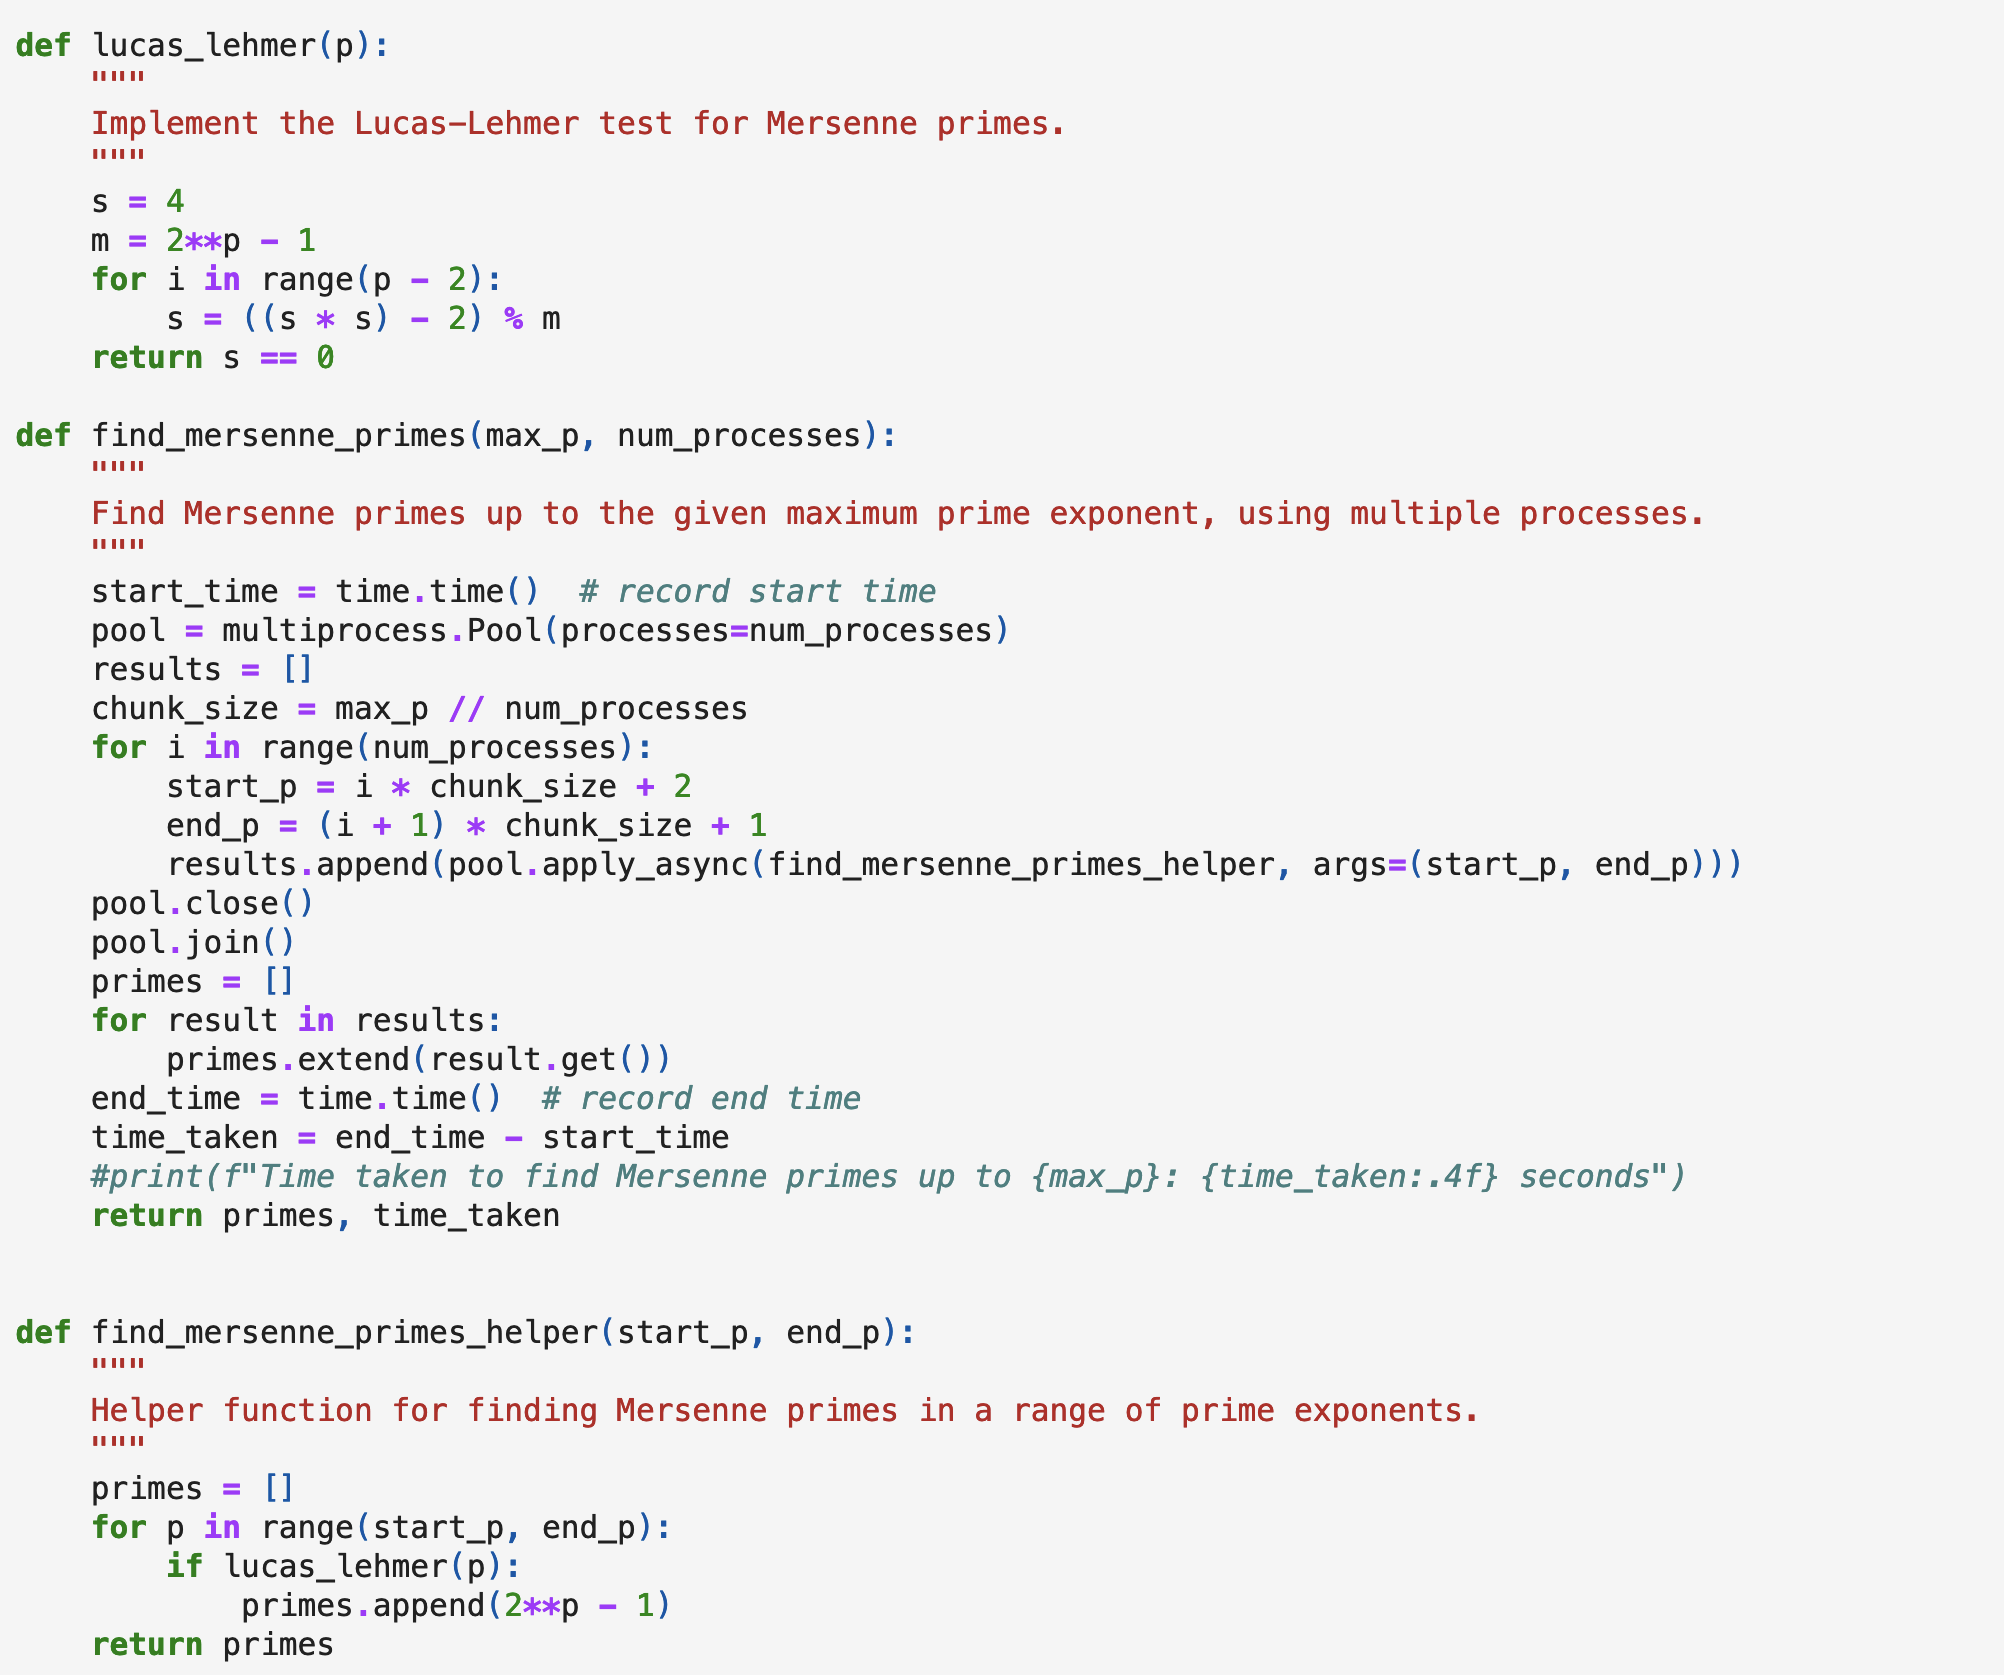 def lucas_lehmer(p):
    """
    Implement the Lucas-Lehmer test for Mersenne primes.
    """
    s = 4
    m = 2**p - 1
    for i in range(p - 2):
        s = ((s * s) - 2) % m
    return s == 0

def find_mersenne_primes(max_p, num_processes):
    """
    Find Mersenne primes up to the given maximum prime exponent, using multiple processes.
    """
    start_time = time.time()  # record start time
    pool = multiprocess.Pool(processes=num_processes)
    results = []
    chunk_size = max_p // num_processes
    for i in range(num_processes):
        start_p = i * chunk_size + 2
        end_p = (i + 1) * chunk_size + 1
        results.append(pool.apply_async(find_mersenne_primes_helper, args=(start_p, end_p)))
    pool.close()
    pool.join()
    primes = []
    for result in results:
        primes.extend(result.get())
    end_time = time.time()  # record end time
    time_taken = end_time - start_time
    #print(f"Time taken to find Mersenne primes up to {max_p}: {time_taken:.4f} seconds")
    return primes, time_taken


def find_mersenne_primes_helper(start_p, end_p):
    """
    Helper function for finding Mersenne primes in a range of prime exponents.
    """
    primes = []
    for p in range(start_p, end_p):
        if lucas_lehmer(p):
            primes.append(2**p - 1)
    return primes